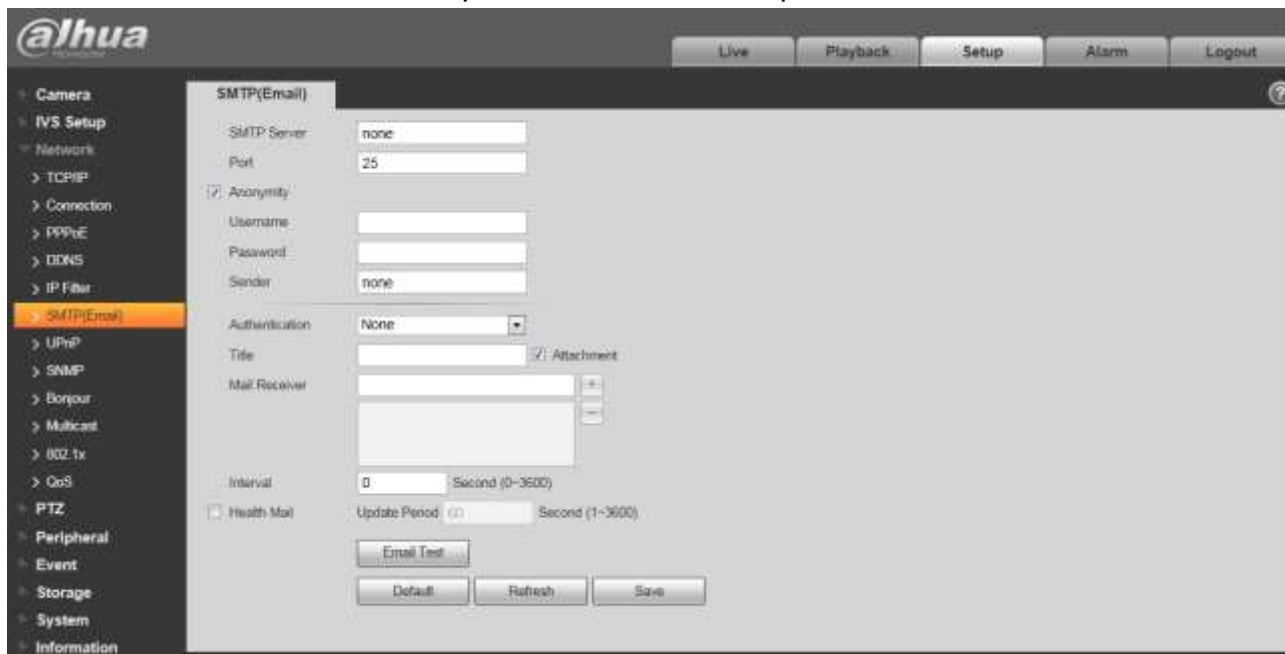 alhua
Live Playback Setup Alarm Logout
Camera
IVS Setup
Network
> TCP/IP
> Connection
> PPPoE
> DDNS
> IP Filter
> SMTP(Email)
> UPnP
> SNMP
> Bonjour
> Multicast
> 802.1x
> QoS
PTZ
Peripheral
Event
Storage
System
Information
SMTP(Email)
SMTP Server none
Port 25
Anonymity
Username
Password
Sender none
Authentication None
Title Attachment
Mail Receiver
+
−
Interval 0 Second (0~3600)
Health Mail Update Period 60 Second (1~3600)
Email Test
Default Refresh Save